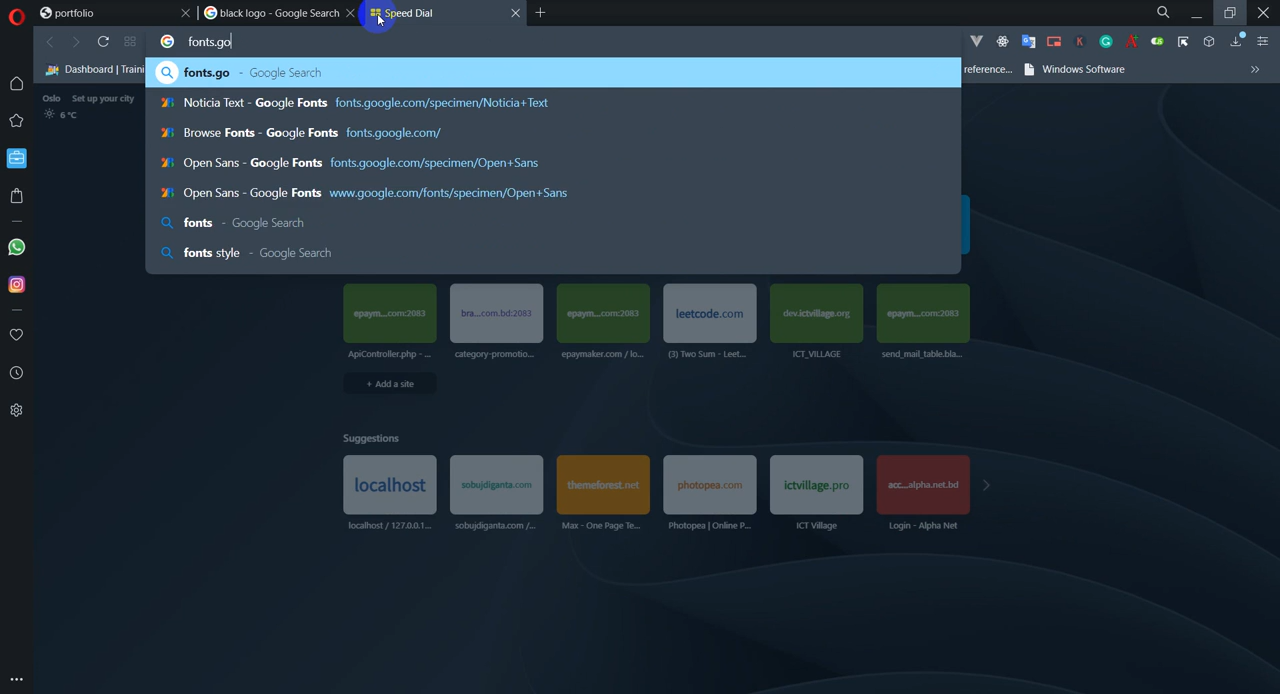 portfolio
black logo - Google Search
Speed Dial
fonts.go
Dashboard | Traini
reference...
Windows Software
fonts.go - Google Search
Noticia Text - Google Fonts fonts.google.com/specimen/Noticia+Text
Browse Fonts - Google Fonts fonts.google.com/
Open Sans - Google Fonts fonts.google.com/specimen/Open+Sans
Open Sans - Google Fonts www.google.com/fonts/specimen/Open+Sans
fonts - Google Search
fonts style - Google Search
Oslo Set up your city
6 °C
epaym....com:2083
bra...com.bd:2083
epaym....com:2083
leetcode.com
dev.ictvillage.org
epaym....com:2083
ApiController.php - ...
category-promotio...
epaymaker.com / lo...
(3) Two Sum - Leet...
ICT_VILLAGE
send_mail_table.bla...
+ Add a site
Suggestions
localhost
sobujdiganta.com
themeforest.net
photopea.com
ictvillage.pro
acc...alpha.net.bd
localhost / 127.0.0.1...
sobujdiganta.com /...
Max - One Page Te...
Photopea | Online P...
ICT Village
Login - Alpha Net